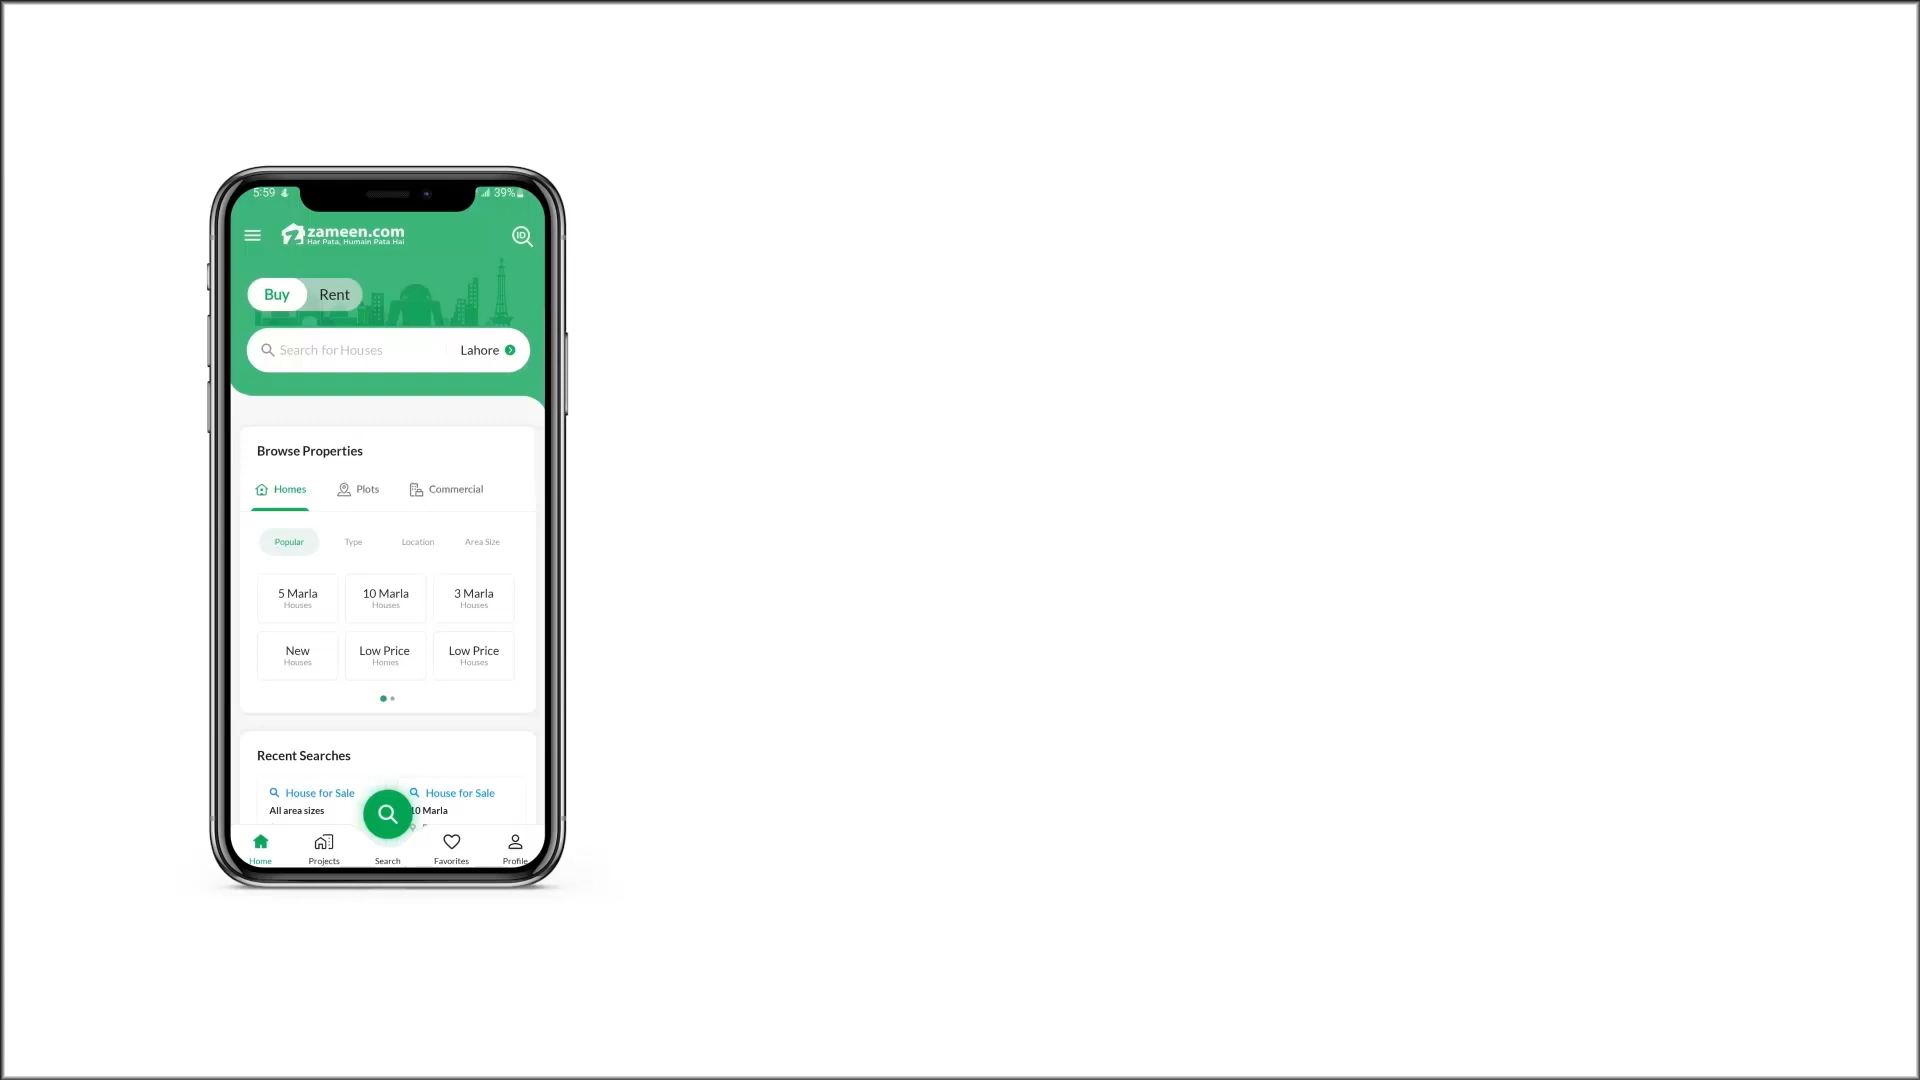 5:59 39%
zameen.com
Har Pata, Humain Pata Hai
ID
Buy Rent
Search for Houses Lahore
Browse Properties
Homes Plots Commercial
Popular Type Location Area Size
5 Marla 10 Marla 3 Marla
Houses Houses Houses
New Low Price Low Price
Houses Homes Houses
Recent Searches
House for Sale House for Sale
All area sizes 10 Marla
Home Projects Search Favorites Profile